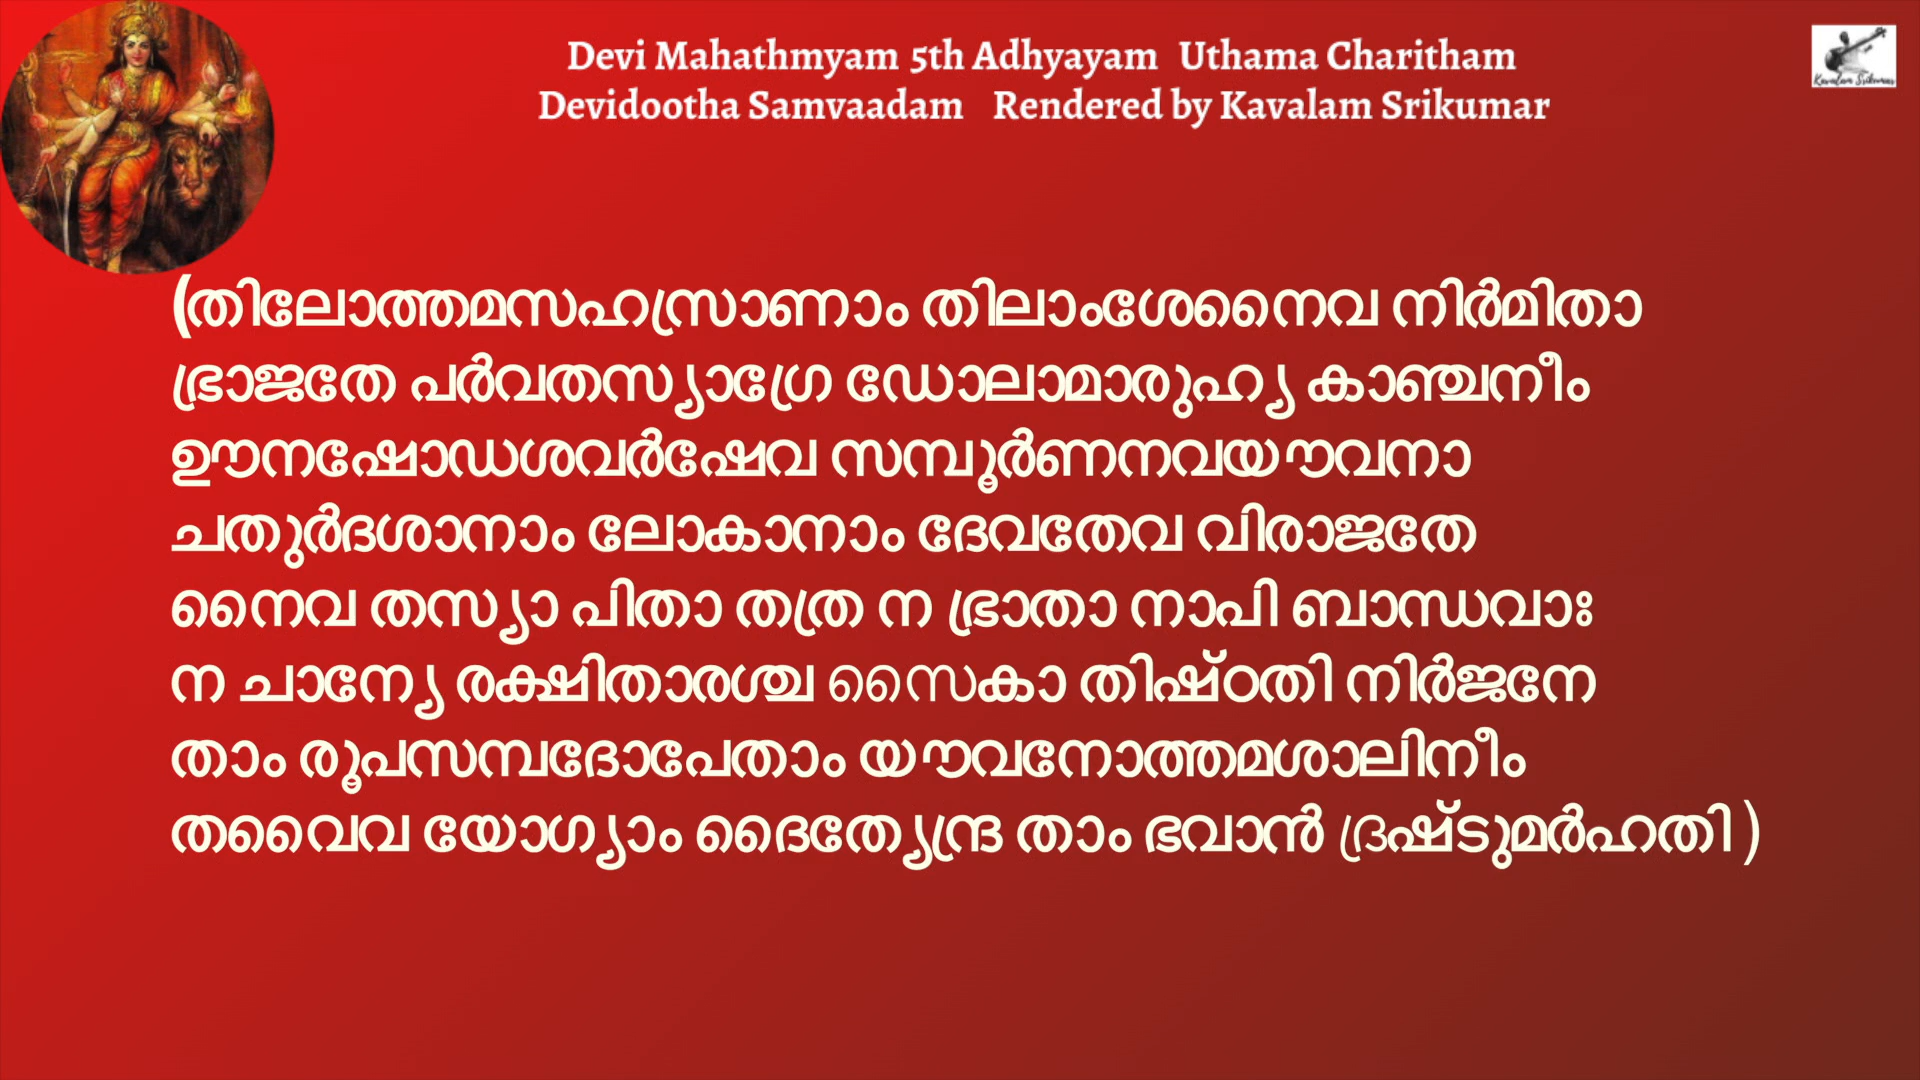 Devi Mahathmyam 5th Adhyayam Uthama Charitham
Devidootha Samvaadam Rendered by Kavalam Srikumar
Kavalam Srikumar
(തിലോത്തമസഹസ്രാണാം തിലാംശേനൈവ നിർമിതാ
ഭ്രാജതേ പർവതസ്യാഗ്രേ ഡോലാമാരുഹ്യ കാഞ്ചനീം
ഊനഷോഡശവർഷേവ സമ്പൂർണനവയൗവനാ
ചതുർദശാനാം ലോകാനാം ദേവതേവ വിരാജതേ
നൈവ തസ്യാ പിതാ തത്ര ന ഭ്രാതാ നാപി ബാന്ധവാഃ
ന ചാന്യേ രക്ഷിതാരശ്ച സൈകാ തിഷ്ഠതി നിർജനേ
താം രൂപസമ്പദോപേതാം യൗവനോത്തമശാലിനീം
തവൈവ യോഗ്യാം ദൈത്യേന്ദ്ര താം ഭവാൻ ദ്രഷ്ടുമർഹതി )